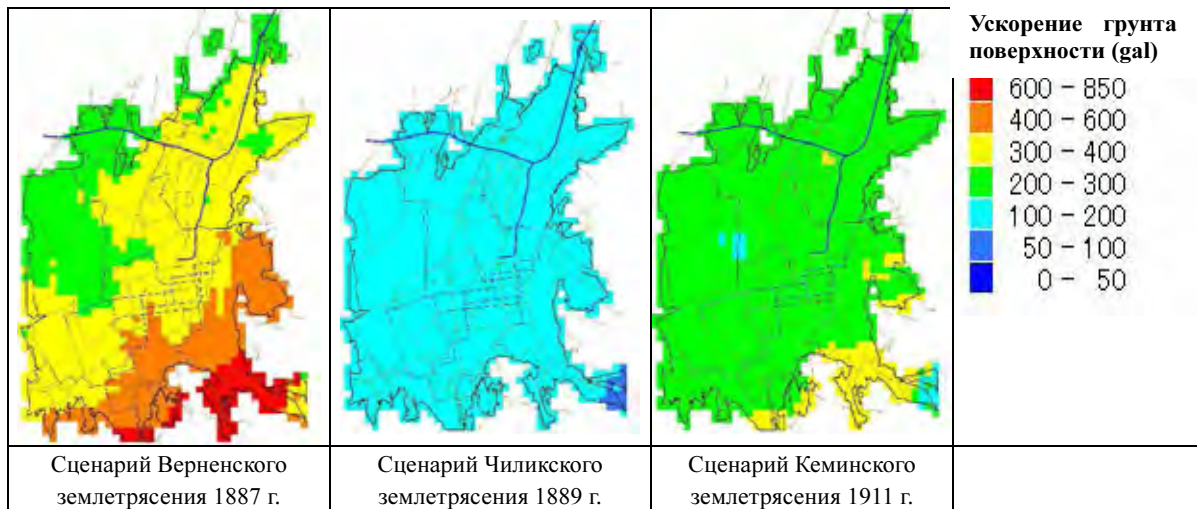 Ускорение грунта
поверхности (gal)
600 - 850
400 - 600
300 - 400
200 - 300
100 - 200
50 - 100
0 - 50
Сценарий Верненского
землетрясения 1887 г.
Сценарий Чиликского
землетрясения 1889 г.
Сценарий Кеминского
землетрясения 1911 г.